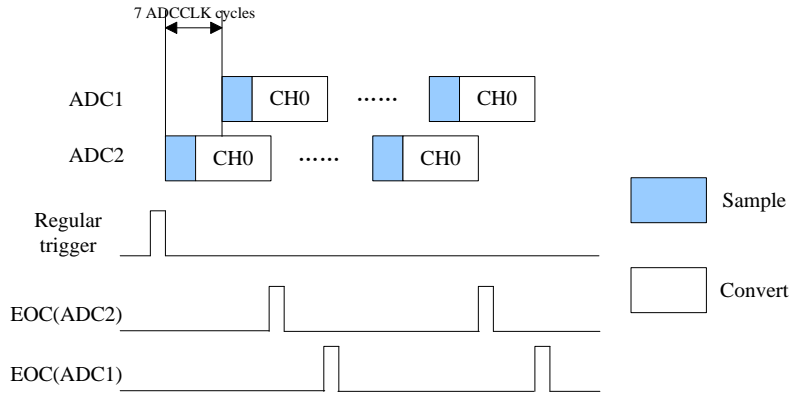 7 ADCCLK cycles
ADC1
CH0
......
CH0
ADC2
CH0
......
CH0
Regular
trigger
Sample
Convert
EOC(ADC2)
EOC(ADC1)